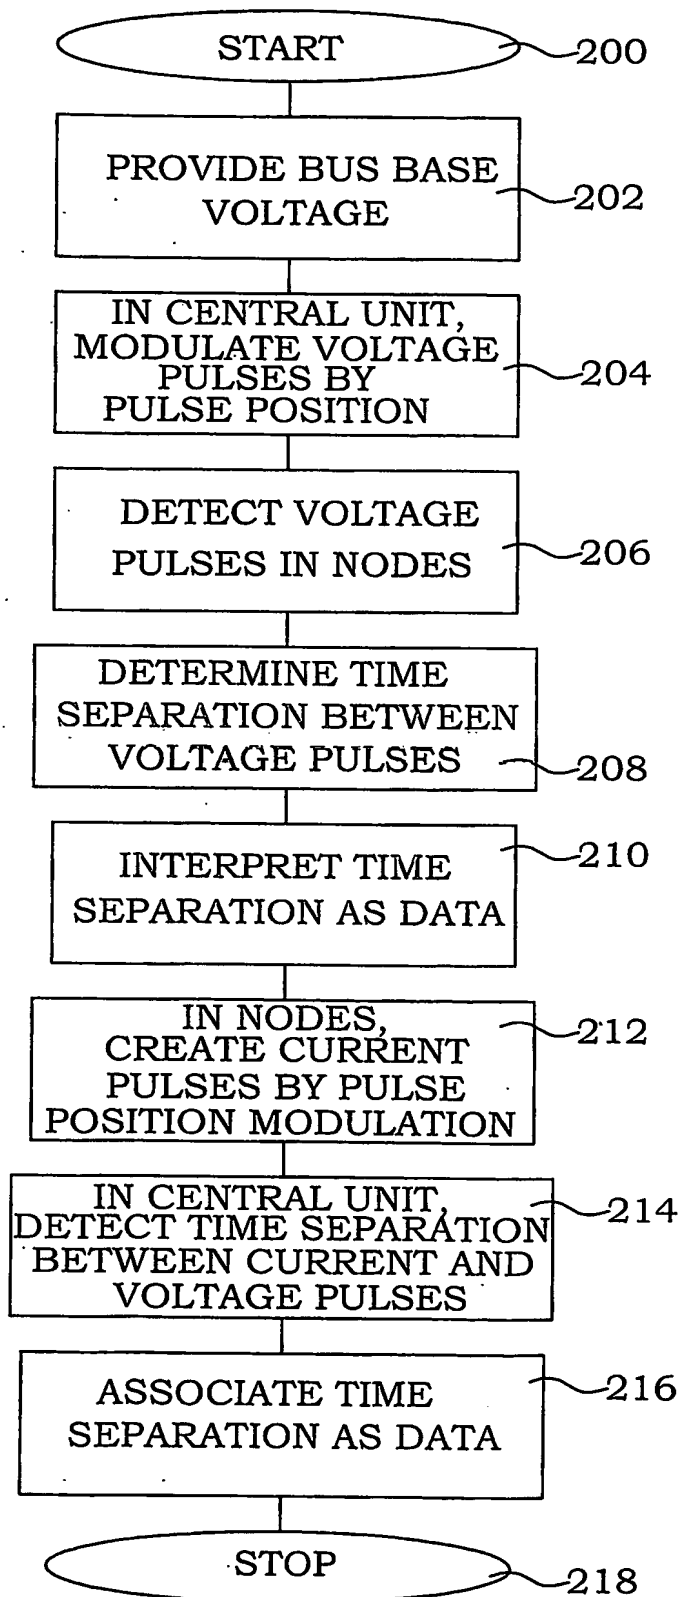 START
200
PROVIDE BUS BASE
VOLTAGE
202
IN CENTRAL UNIT,
MODULATE VOLTAGE
PULSES BY
PULSE POSITION
204
DETECT VOLTAGE
PULSES IN NODES
206
DETERMINE TIME
SEPARATION BETWEEN
VOLTAGE PULSES
208
INTERPRET TIME
SEPARATION AS DATA
210
IN NODES,
CREATE CURRENT
PULSES BY PULSE
POSITION MODULATION
212
IN CENTRAL UNIT,
DETECT TIME SEPARATION
BETWEEN CURRENT AND
VOLTAGE PULSES
214
ASSOCIATE TIME
SEPARATION AS DATA
216
STOP
218